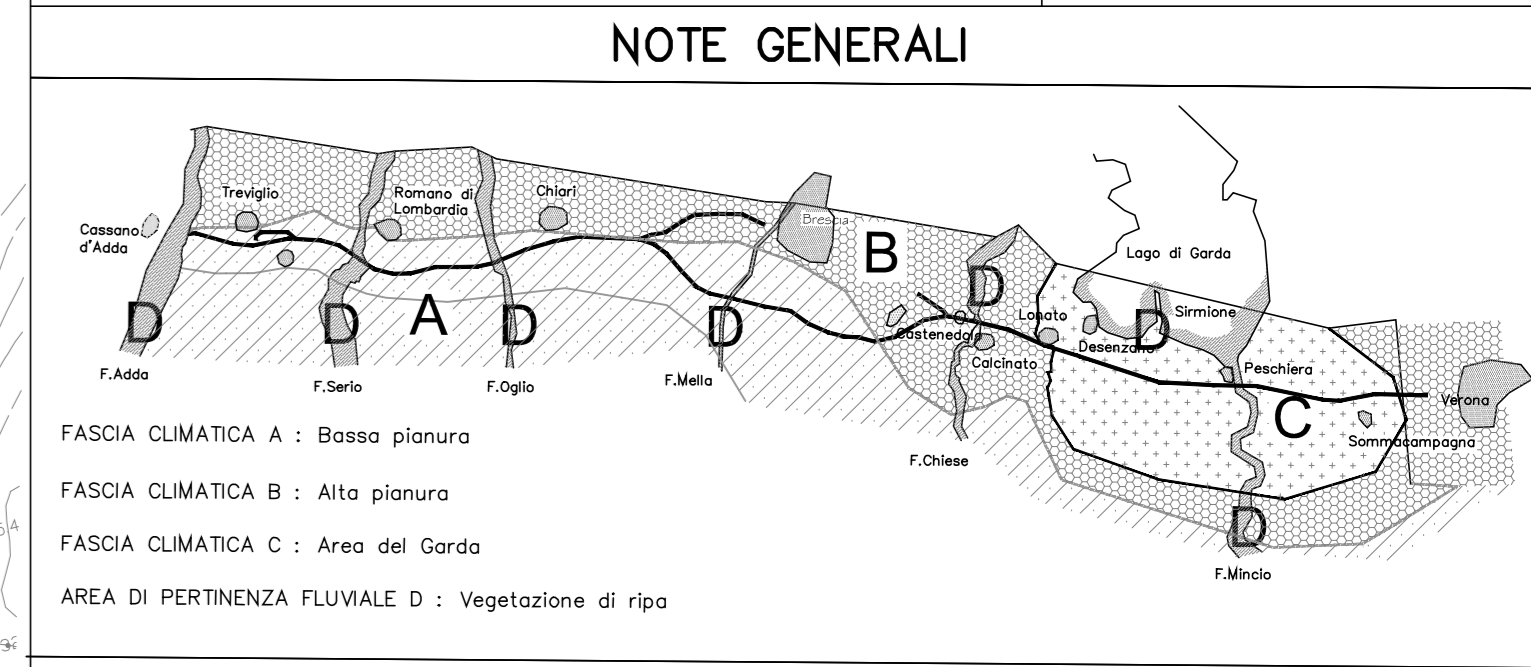 NOTE GENERALI
Treviglio
Romano di
Lombardia
Chiari
Cassano
d'Adda
Brescia
B
Lago di Garda
D
D
D
A
D
D
Castenedolo
Calcinato
Lonato
Desenzano
D
Sirmione
Peschiera
C
Verona
Sommacampagna
F.Adda
F.Serio
F.Oglio
F.Mella
F.Chiese
D
F.Mincio
FASCIA CLIMATICA A : Bassa pianura
FASCIA CLIMATICA B : Alta pianura
FASCIA CLIMATICA C : Area del Garda
AREA DI PERTINENZA FLUVIALE D : Vegetazione di ripa